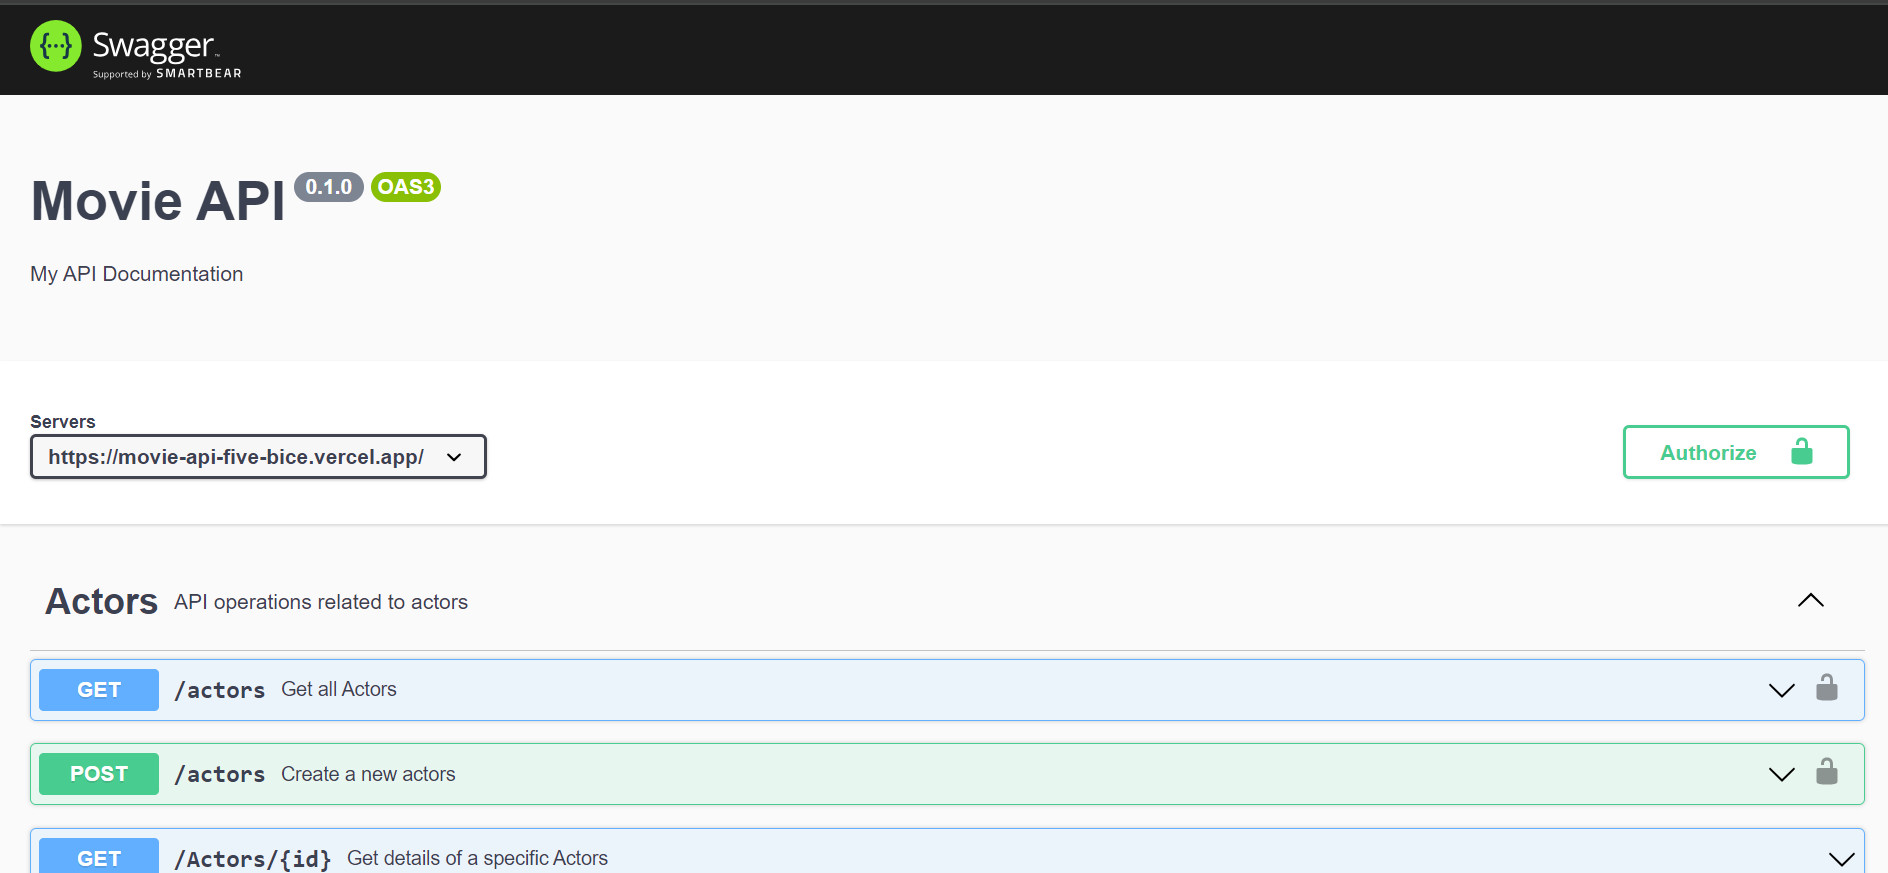 {···} Swagger™
Supported by SMARTBEAR
Movie API 0.1.0 OAS3
My API Documentation
Servers
https://movie-api-five-bice.vercel.app/
Authorize
Actors API operations related to actors
GET /actors Get all Actors
POST /actors Create a new actors
GET /Actors/{id} Get details of a specific Actors